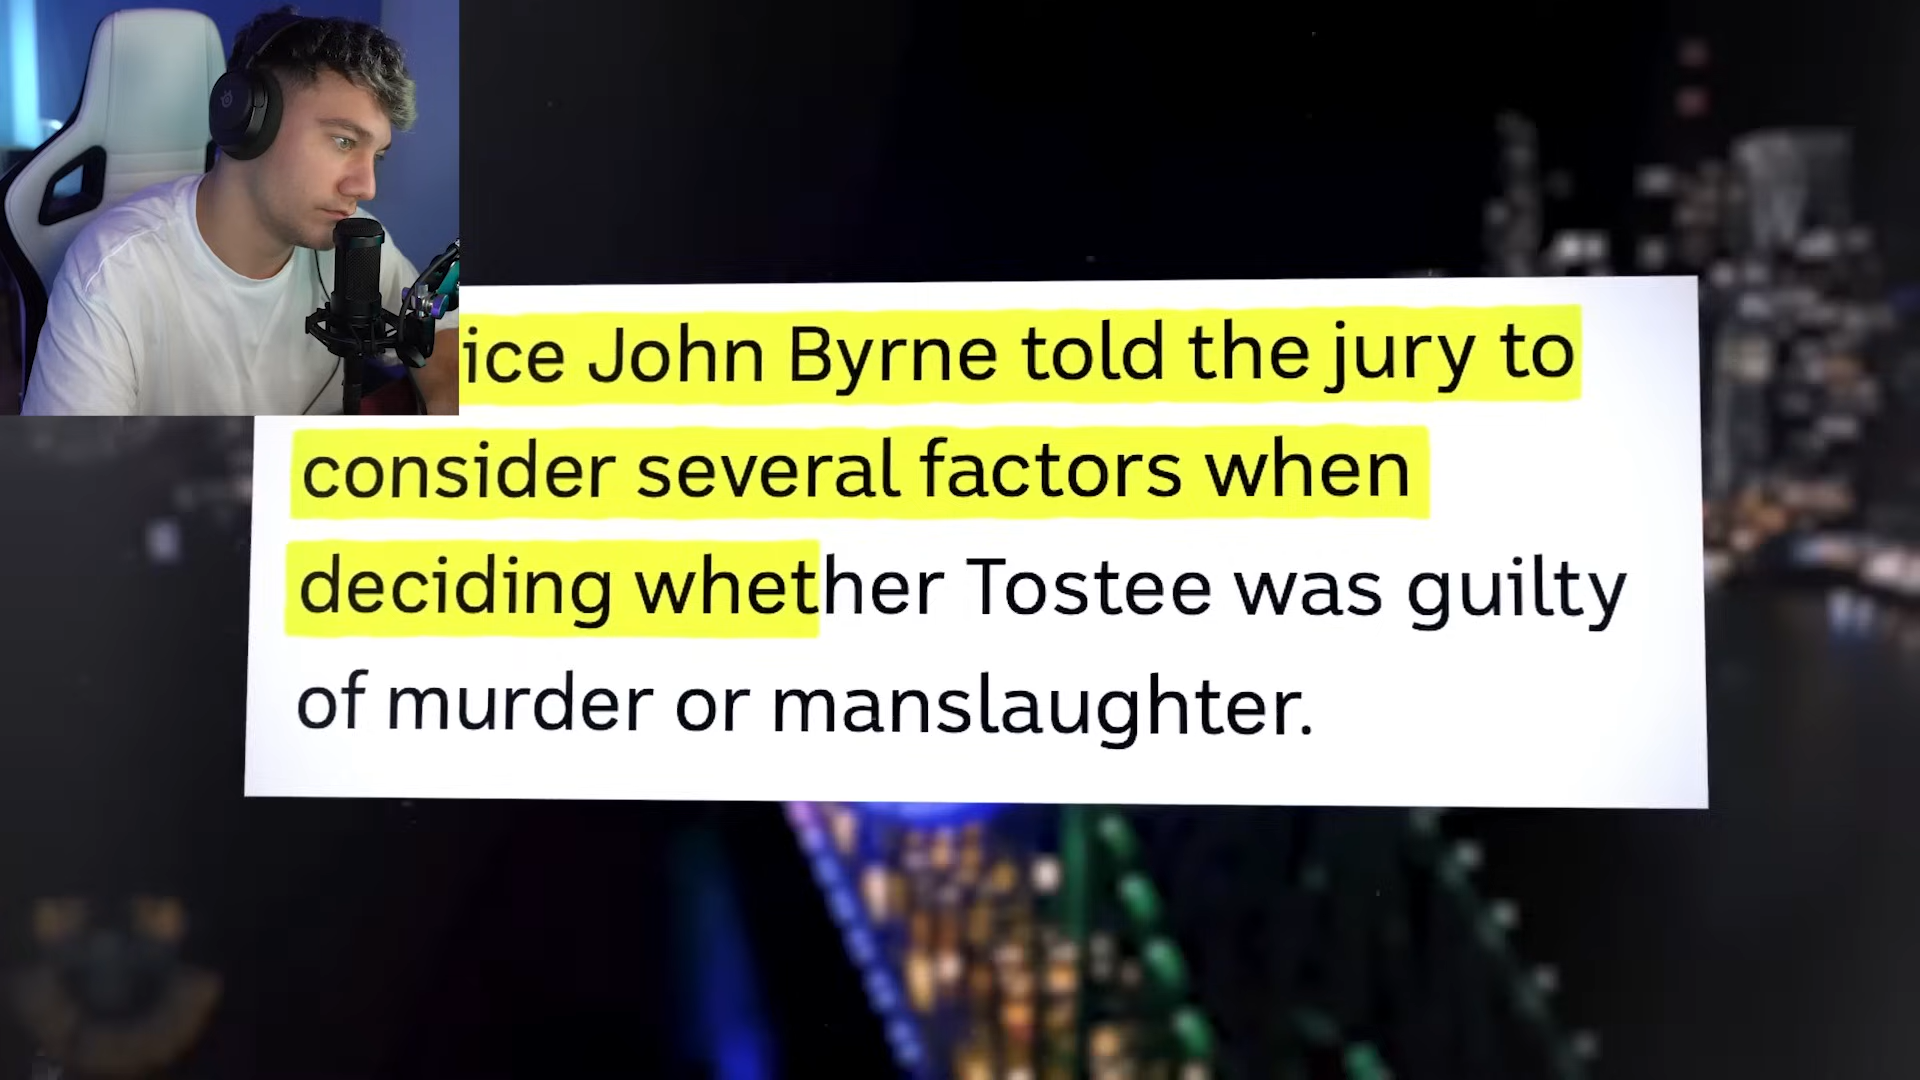 ice John Byrne told the jury to
consider several factors when
deciding whether Tostee was guilty
of murder or manslaughter.